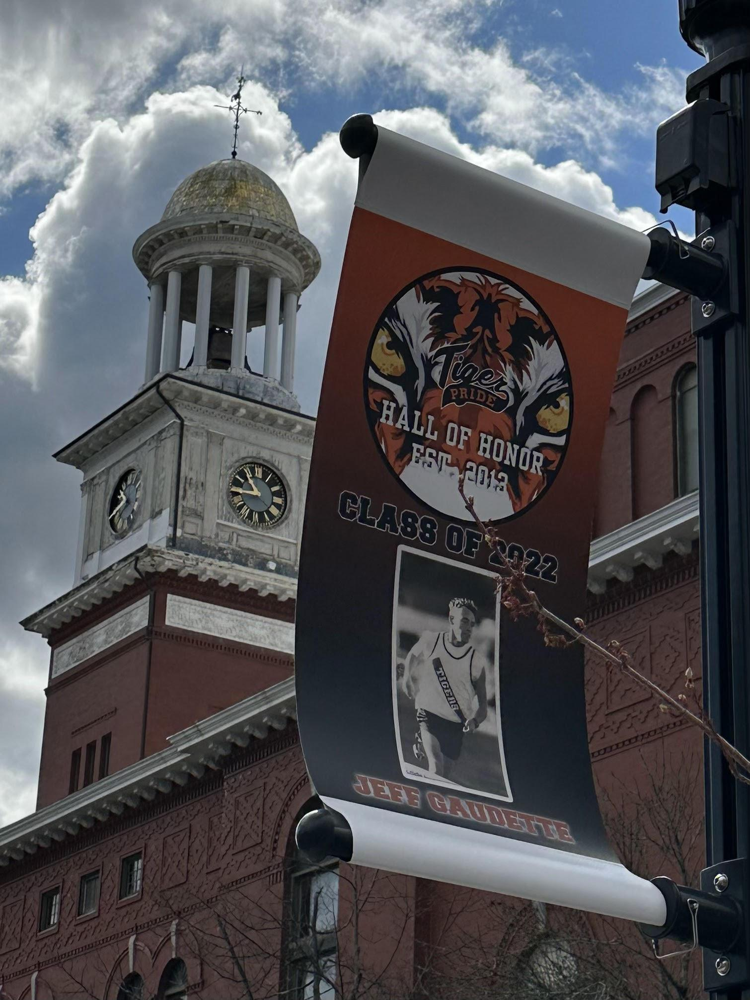 Tiger
PRIDE
HALL OF HONOR
EST. 2013
CLASS OF 2022
TIGERS
JEFF GAUDETTE